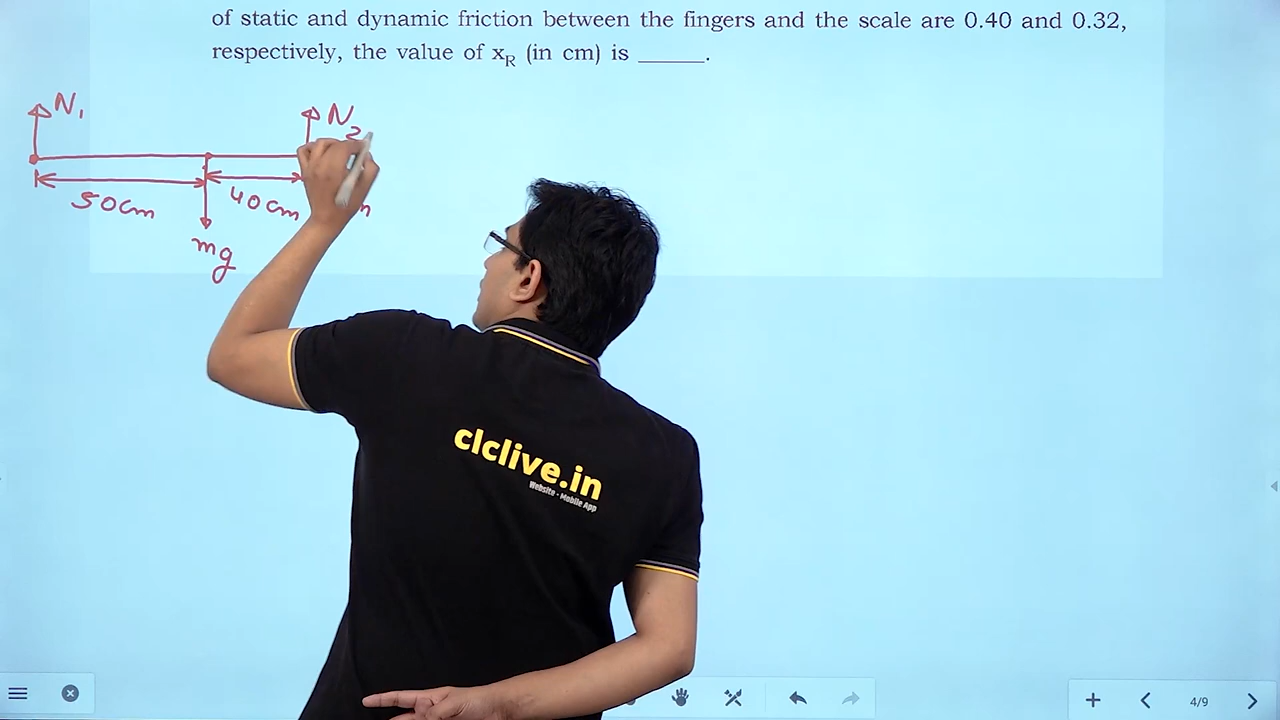 of static and dynamic friction between the fingers and the scale are 0.40 and 0.32,
respectively, the value of x_R (in cm) is _____.
N₁
N₂
50cm
40cm
mg
clclive.in
Website - Mobile App
4/9